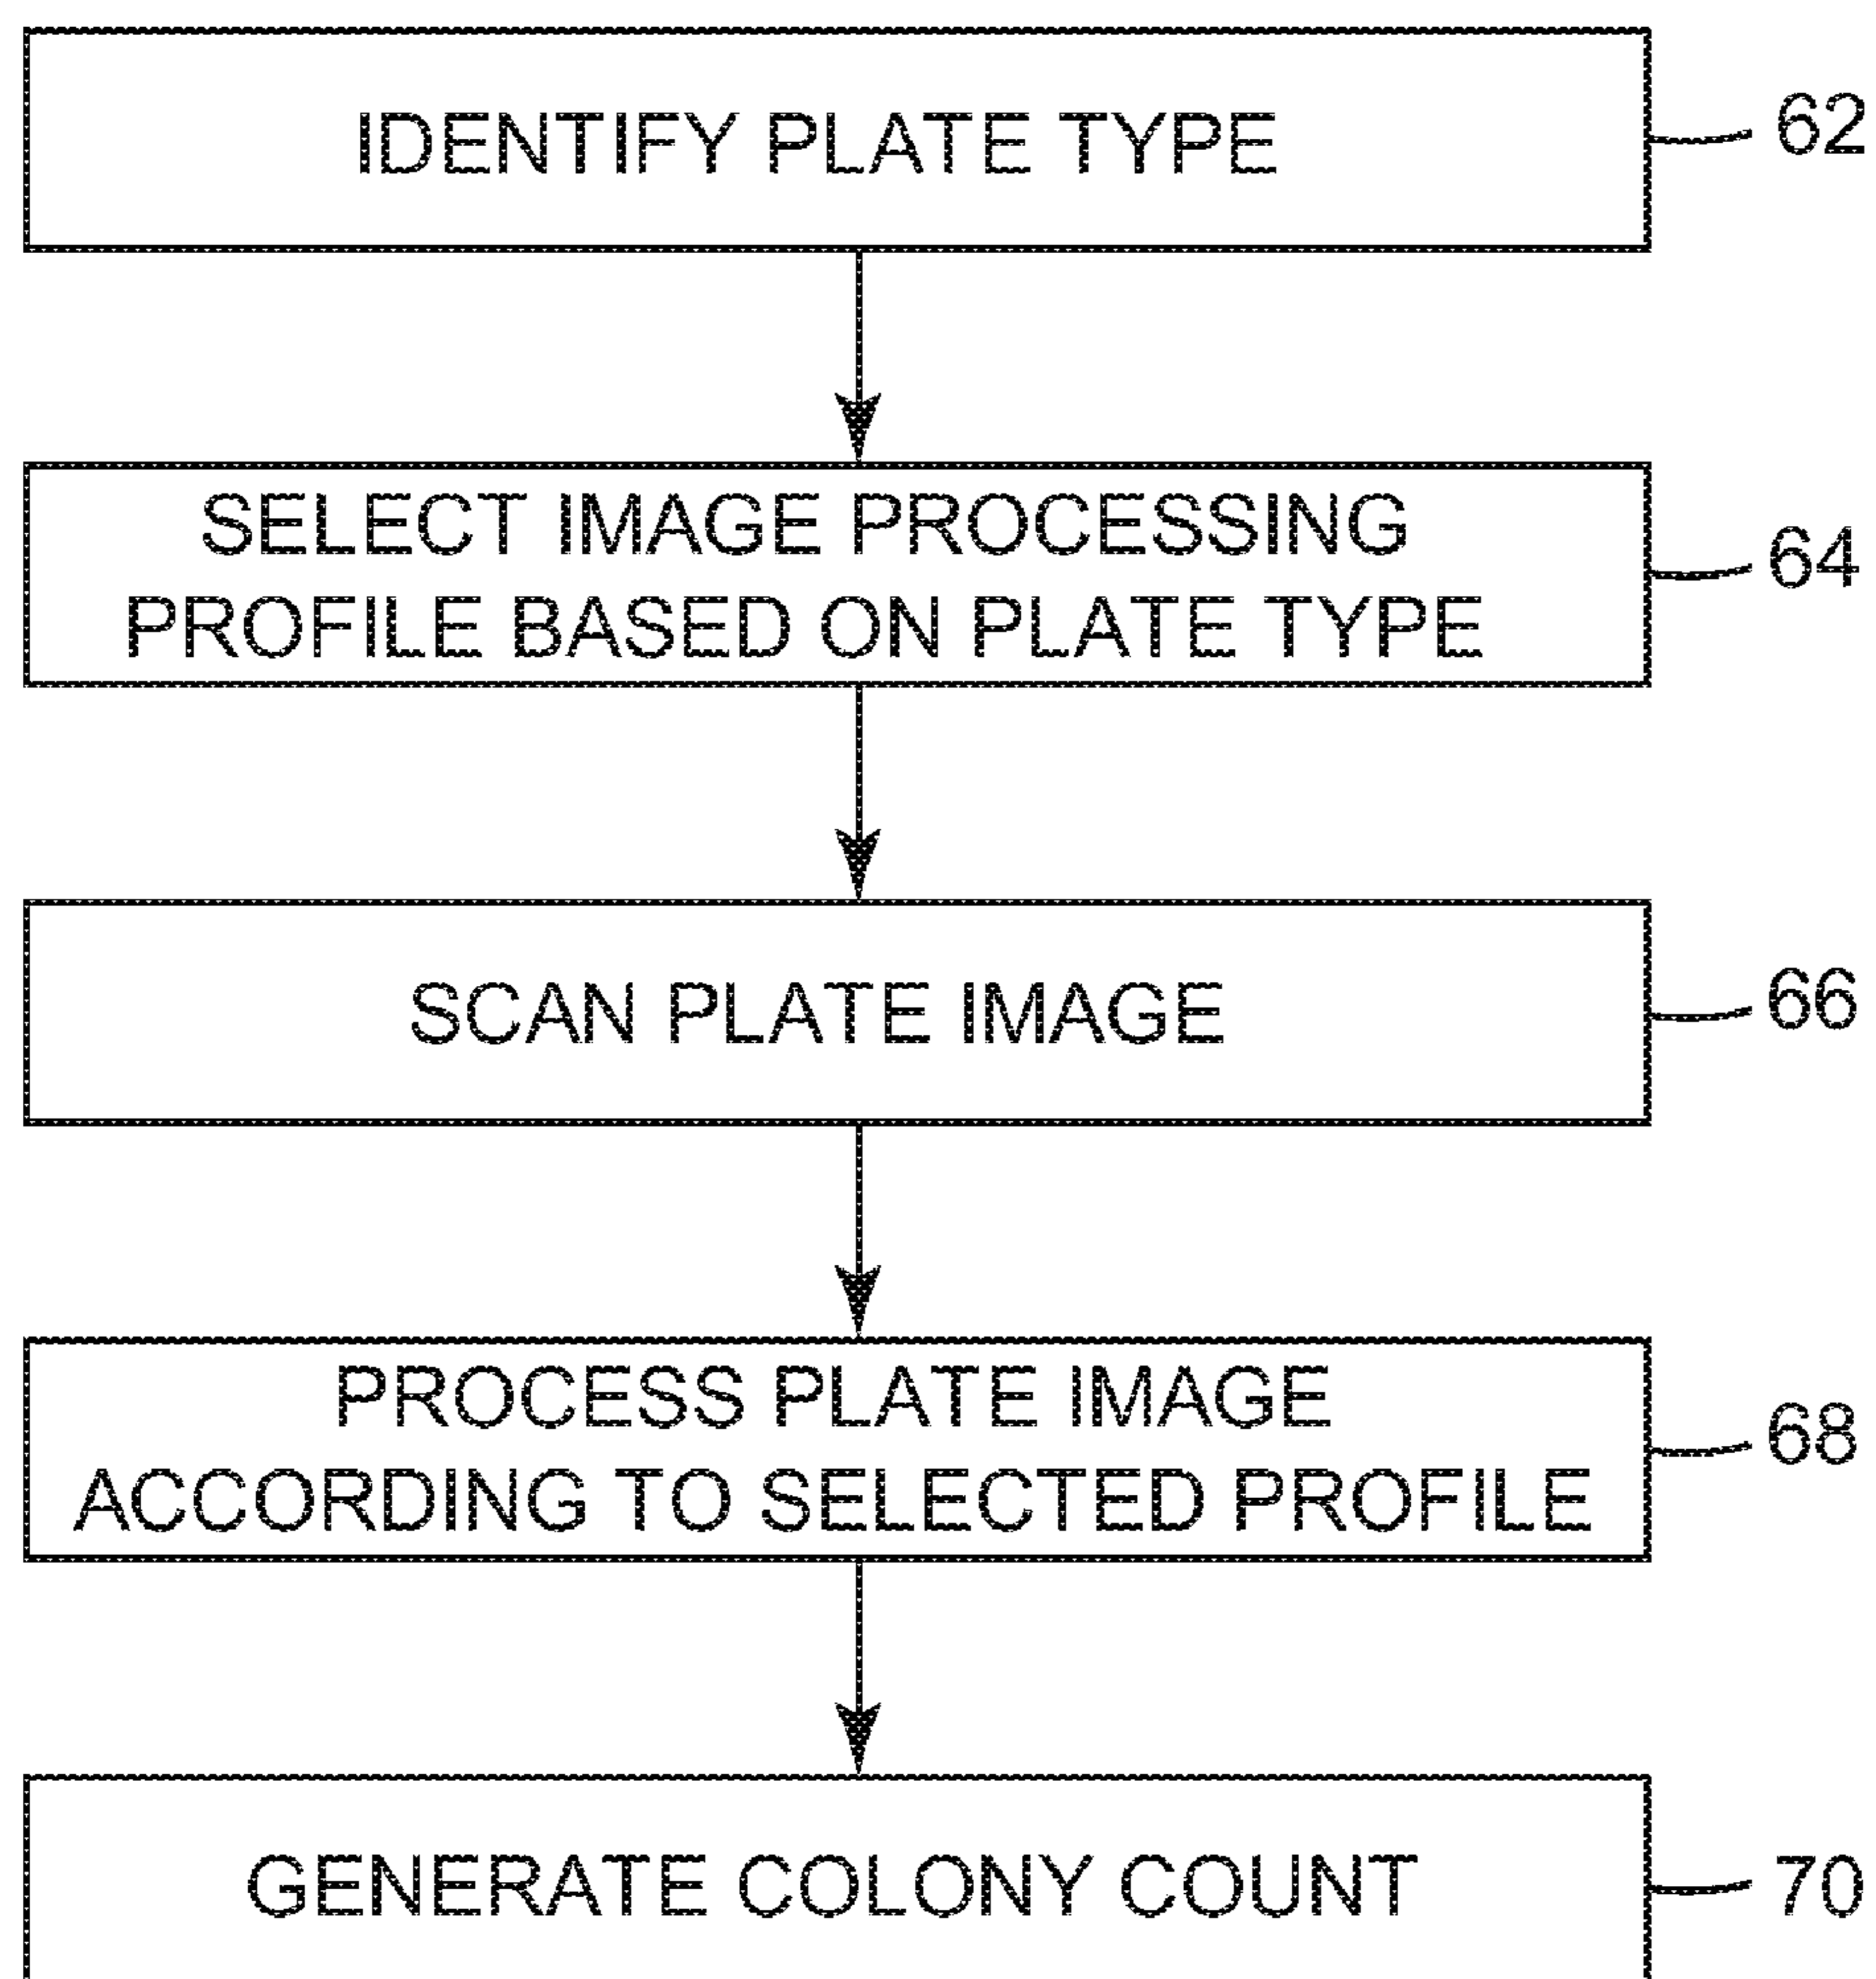 IDENTIFY PLATE TYPE
62
SELECT IMAGE PROCESSING
PROFILE BASED ON PLATE TYPE
64
SCAN PLATE IMAGE
66
PROCESS PLATE IMAGE
ACCORDING TO SELECTED PROFILE
68
GENERATE COLONY COUNT
70